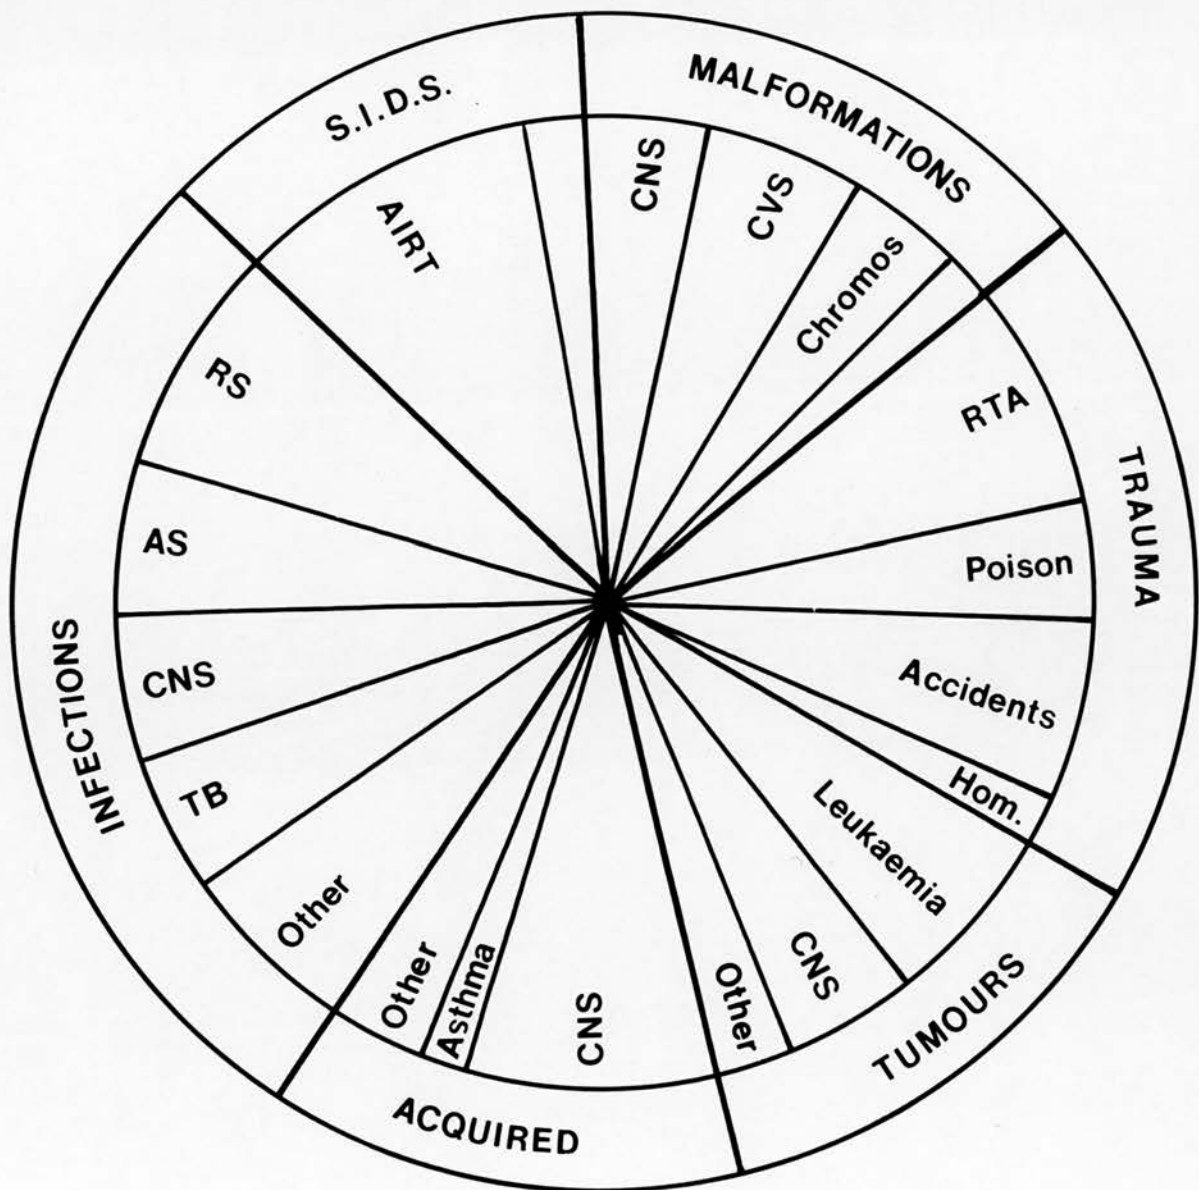 MALFORMATIONS
CNS
CVS
Chromos
TRAUMA
RTA
Poison
Accidents
Hom.
TUMOURS
Leukaemia
CNS
Other
ACQUIRED
CNS
Asthma
Other
INFECTIONS
Other
TB
CNS
AS
RS
S.I.D.S.
AIRT